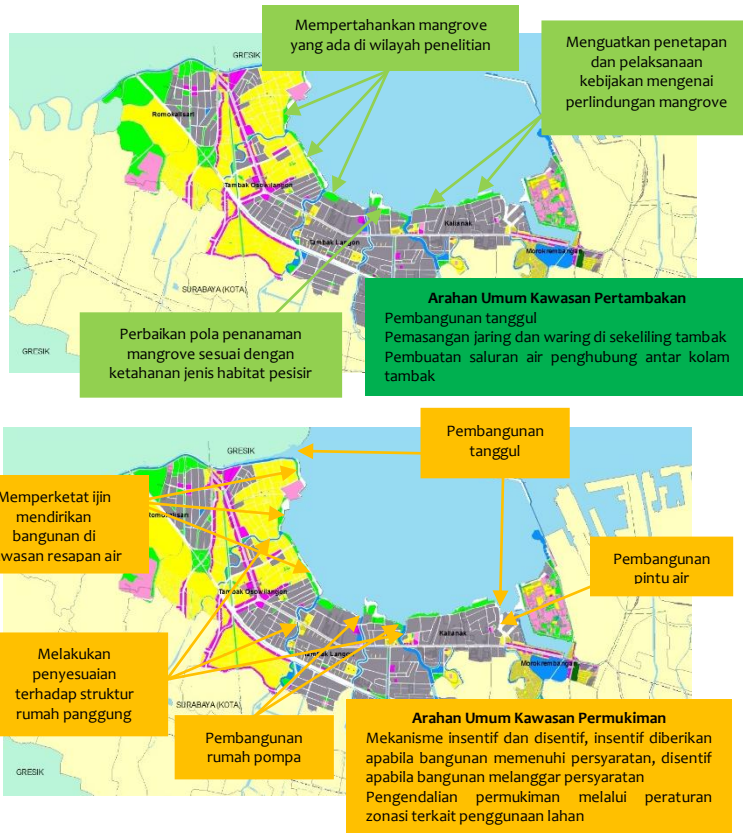 Mempertahankan mangrove
yang ada di wilayah penelitian
Menguatkan penetapan
dan pelaksanaan
kebijakan mengenai
perlindungan mangrove
GRESIK
Romokalisari
Tambak Osowilangon
Tambak Langon
Kalianak
Morokrembangan
SURABAYA (KOTA)
GRESIK
Perbaikan pola penanaman
mangrove sesuai dengan
ketahanan jenis habitat pesisir
Arahan Umum Kawasan Pertambakan
Pembangunan tanggul
Pemasangan jaring dan waring di sekeliling tambak
Pembuatan saluran air penghubung antar kolam
tambak
Pembangunan
tanggul
GRESIK
Memperketat ijin
mendirikan
bangunan di
wasan resapan air
omokalisari
Pembangunan
pintu air
Tambak Osowilangon
Kalianak
Tambak Langon
Morokrembangan
Melakukan
penyesuaian
terhadap struktur
rumah panggung
SURABAYA (KOTA)
Pembangunan
rumah pompa
GRESIK
Arahan Umum Kawasan Permukiman
Mekanisme insentif dan disentif, insentif diberikan
apabila bangunan memenuhi persyaratan, disentif
apabila bangunan melanggar persyaratan
Pengendalian permukiman melalui peraturan
zonasi terkait penggunaan lahan